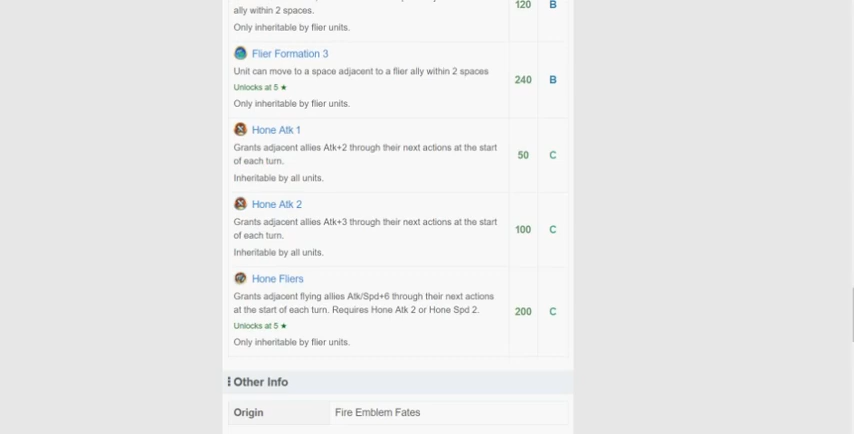 120 B
ally within 2 spaces.
Only inheritable by flier units.
Flier Formation 3
Unit can move to a space adjacent to a flier ally within 2 spaces
Unlocks at 5 ★
Only inheritable by flier units.
240 B
Hone Atk 1
Grants adjacent allies Atk+2 through their next actions at the start
of each turn.
Inheritable by all units.
50 C
Hone Atk 2
Grants adjacent allies Atk+3 through their next actions at the start
of each turn.
Inheritable by all units.
100 C
Hone Fliers
Grants adjacent flying allies Atk/Spd+6 through their next actions
at the start of each turn. Requires Hone Atk 2 or Hone Spd 2.
Unlocks at 5 ★
Only inheritable by flier units.
200 C
Other Info
Origin Fire Emblem Fates